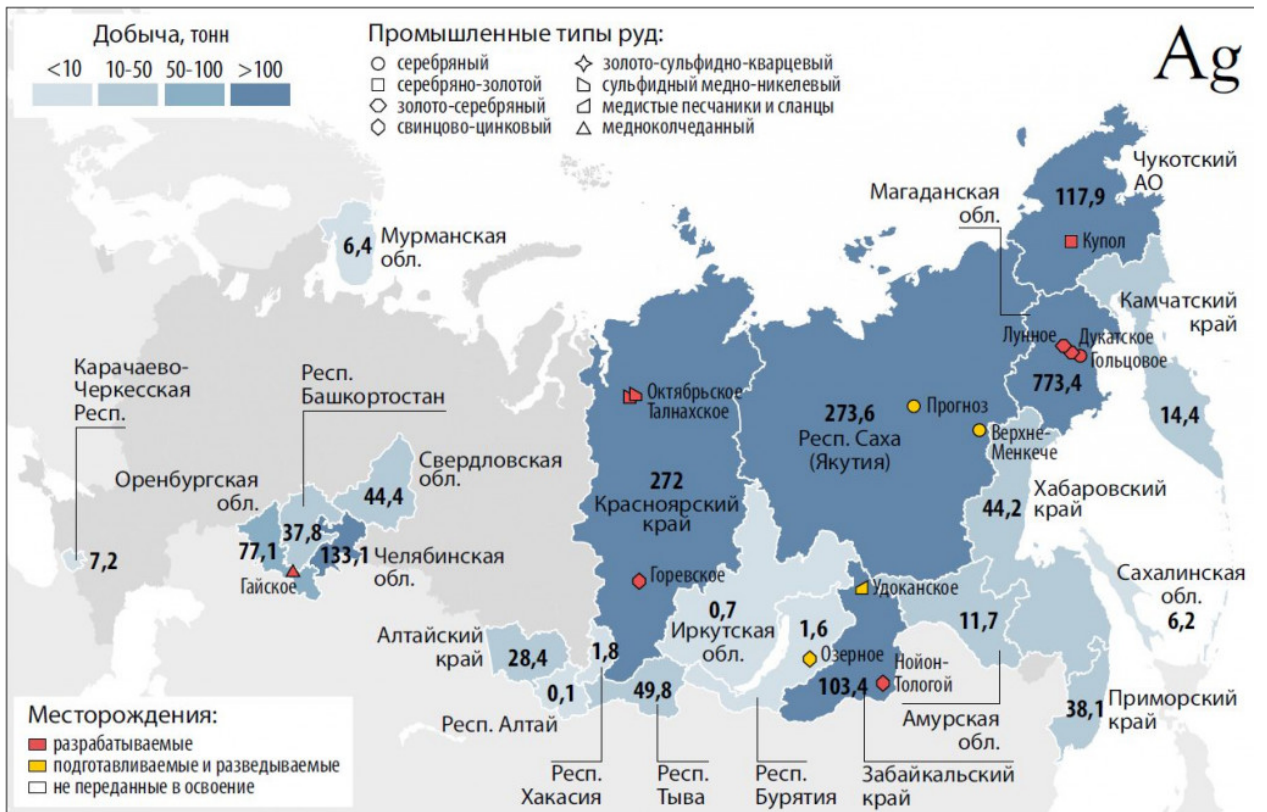 Добыча, тонн
<10 10-50 50-100 >100
Промышленные типы руд:
серебряный
серебряно-золотой
золото-серебряный
свинцово-цинковый
золото-сульфидно-кварцевый
сульфидный медно-никелевый
медистые песчаники и сланцы
медноколчеданный
Ag
Чукотский
АО
117,9
Купол
Магаданская
обл.
Мурманская
обл.
6,4
Камчатский
край
14,4
Лунное
Дукатское
Гольцовое
773,4
Карачаево-
Черкесская
Респ.
7,2
Респ.
Башкортостан
37,8
Оренбургская
обл.
77,1
Гайское
Свердловская
обл.
44,4
133,1
Челябинская
обл.
Октябрьское
Талнахское
272
Красноярский
край
Горевское
273,6
Респ. Саха
(Якутия)
Прогноз
Верхне-
Менкече
Хабаровский
край
44,2
Сахалинская
обл.
6,2
Удоканское
0,7
Иркутская
обл.
1,6
Озерное
11,7
Нойон-
Тологой
103,4
Алтайский
край
28,4
1,8
0,1
49,8
Респ. Алтай
Амурская
обл.
38,1
Приморский
край
Респ.
Хакасия
Респ.
Тыва
Респ.
Бурятия
Забайкальский
край
Месторождения:
разрабатываемые
подготавливаемые и разведываемые
не переданные в освоение